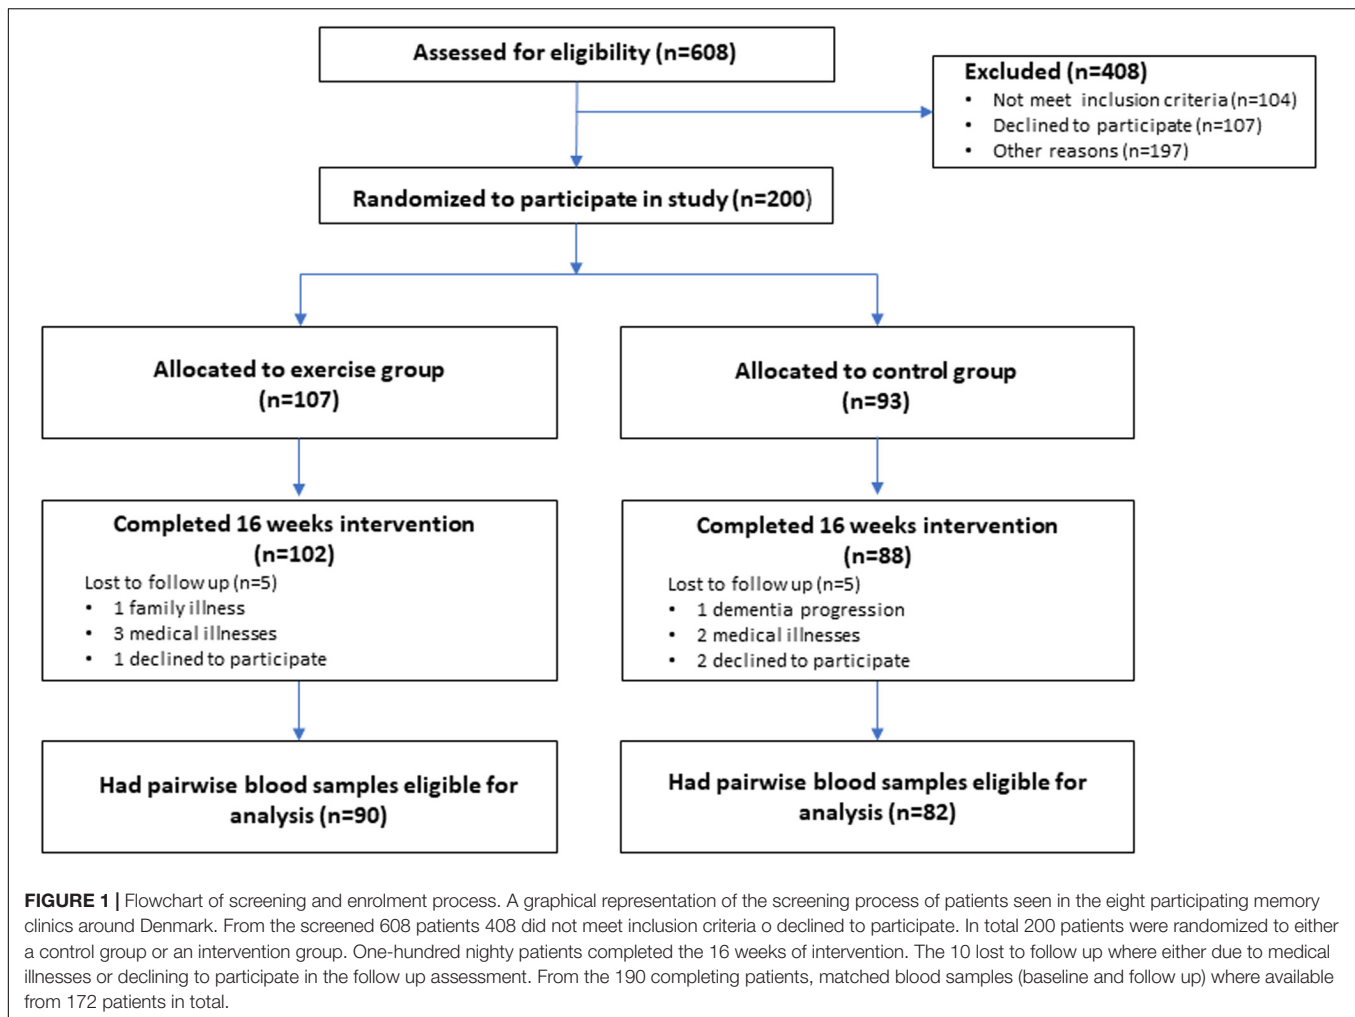 Assessed for eligibility (n=608)
Excluded (n=408)
• Not meet inclusion criteria (n=104)
• Declined to participate (n=107)
• Other reasons (n=197)
Randomized to participate in study (n=200)
Allocated to exercise group
(n=107)
Allocated to control group
(n=93)
Completed 16 weeks intervention
(n=102)
Lost to follow up (n=5)
• 1 family illness
• 3 medical illnesses
• 1 declined to participate
Completed 16 weeks intervention
(n=88)
Lost to follow up (n=5)
• 1 dementia progression
• 2 medical illnesses
• 2 declined to participate
Had pairwise blood samples eligible for
analysis (n=90)
Had pairwise blood samples eligible for
analysis (n=82)
FIGURE 1 | Flowchart of screening and enrolment process. A graphical representation of the screening process of patients seen in the eight participating memory
clinics around Denmark. From the screened 608 patients 408 did not meet inclusion criteria o declined to participate. In total 200 patients were randomized to either
a control group or an intervention group. One-hundred nighty patients completed the 16 weeks of intervention. The 10 lost to follow up where either due to medical
illnesses or declining to participate in the follow up assessment. From the 190 completing patients, matched blood samples (baseline and follow up) where available
from 172 patients in total.